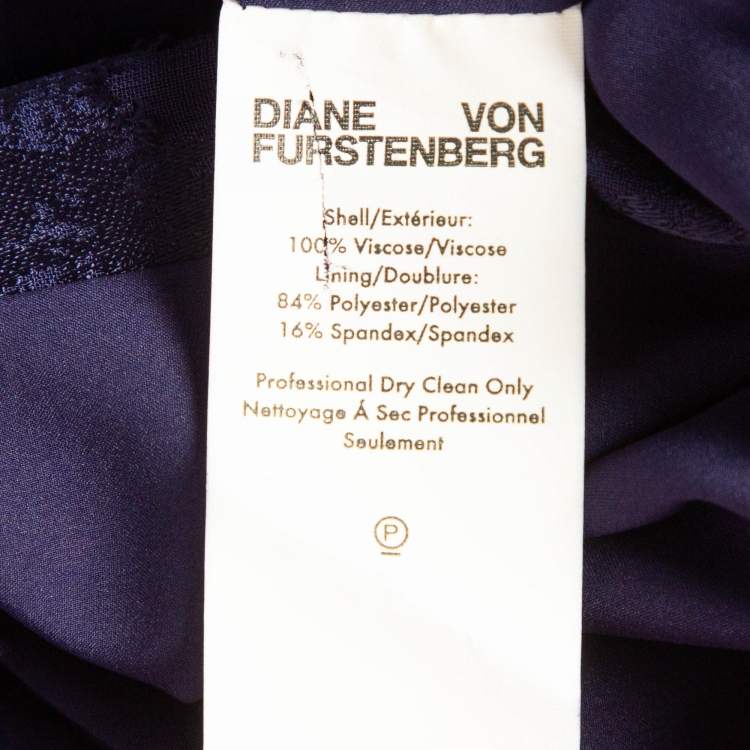 DIANE VON
FURSTENBERG
Shell/Extérieur:
100% Viscose/Viscose
Lining/Doublure:
84% Polyester/Polyester
16% Spandex/Spandex
Professional Dry Clean Only
Nettoyage Á Sec Professionnel
Seulement
P